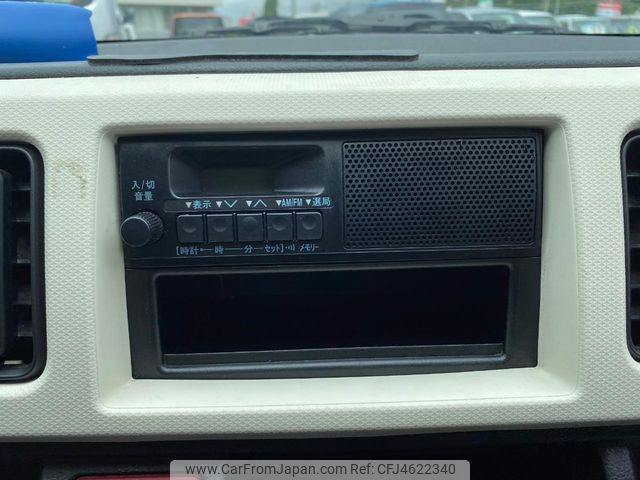 入/切
音量
▼表示 ▼﹀ ▼︿ ▼AM/FM ▼選局
[時計•—時 —分—セット]•ıı メモリー
www.CarFromJapan.com | CFJ4622340